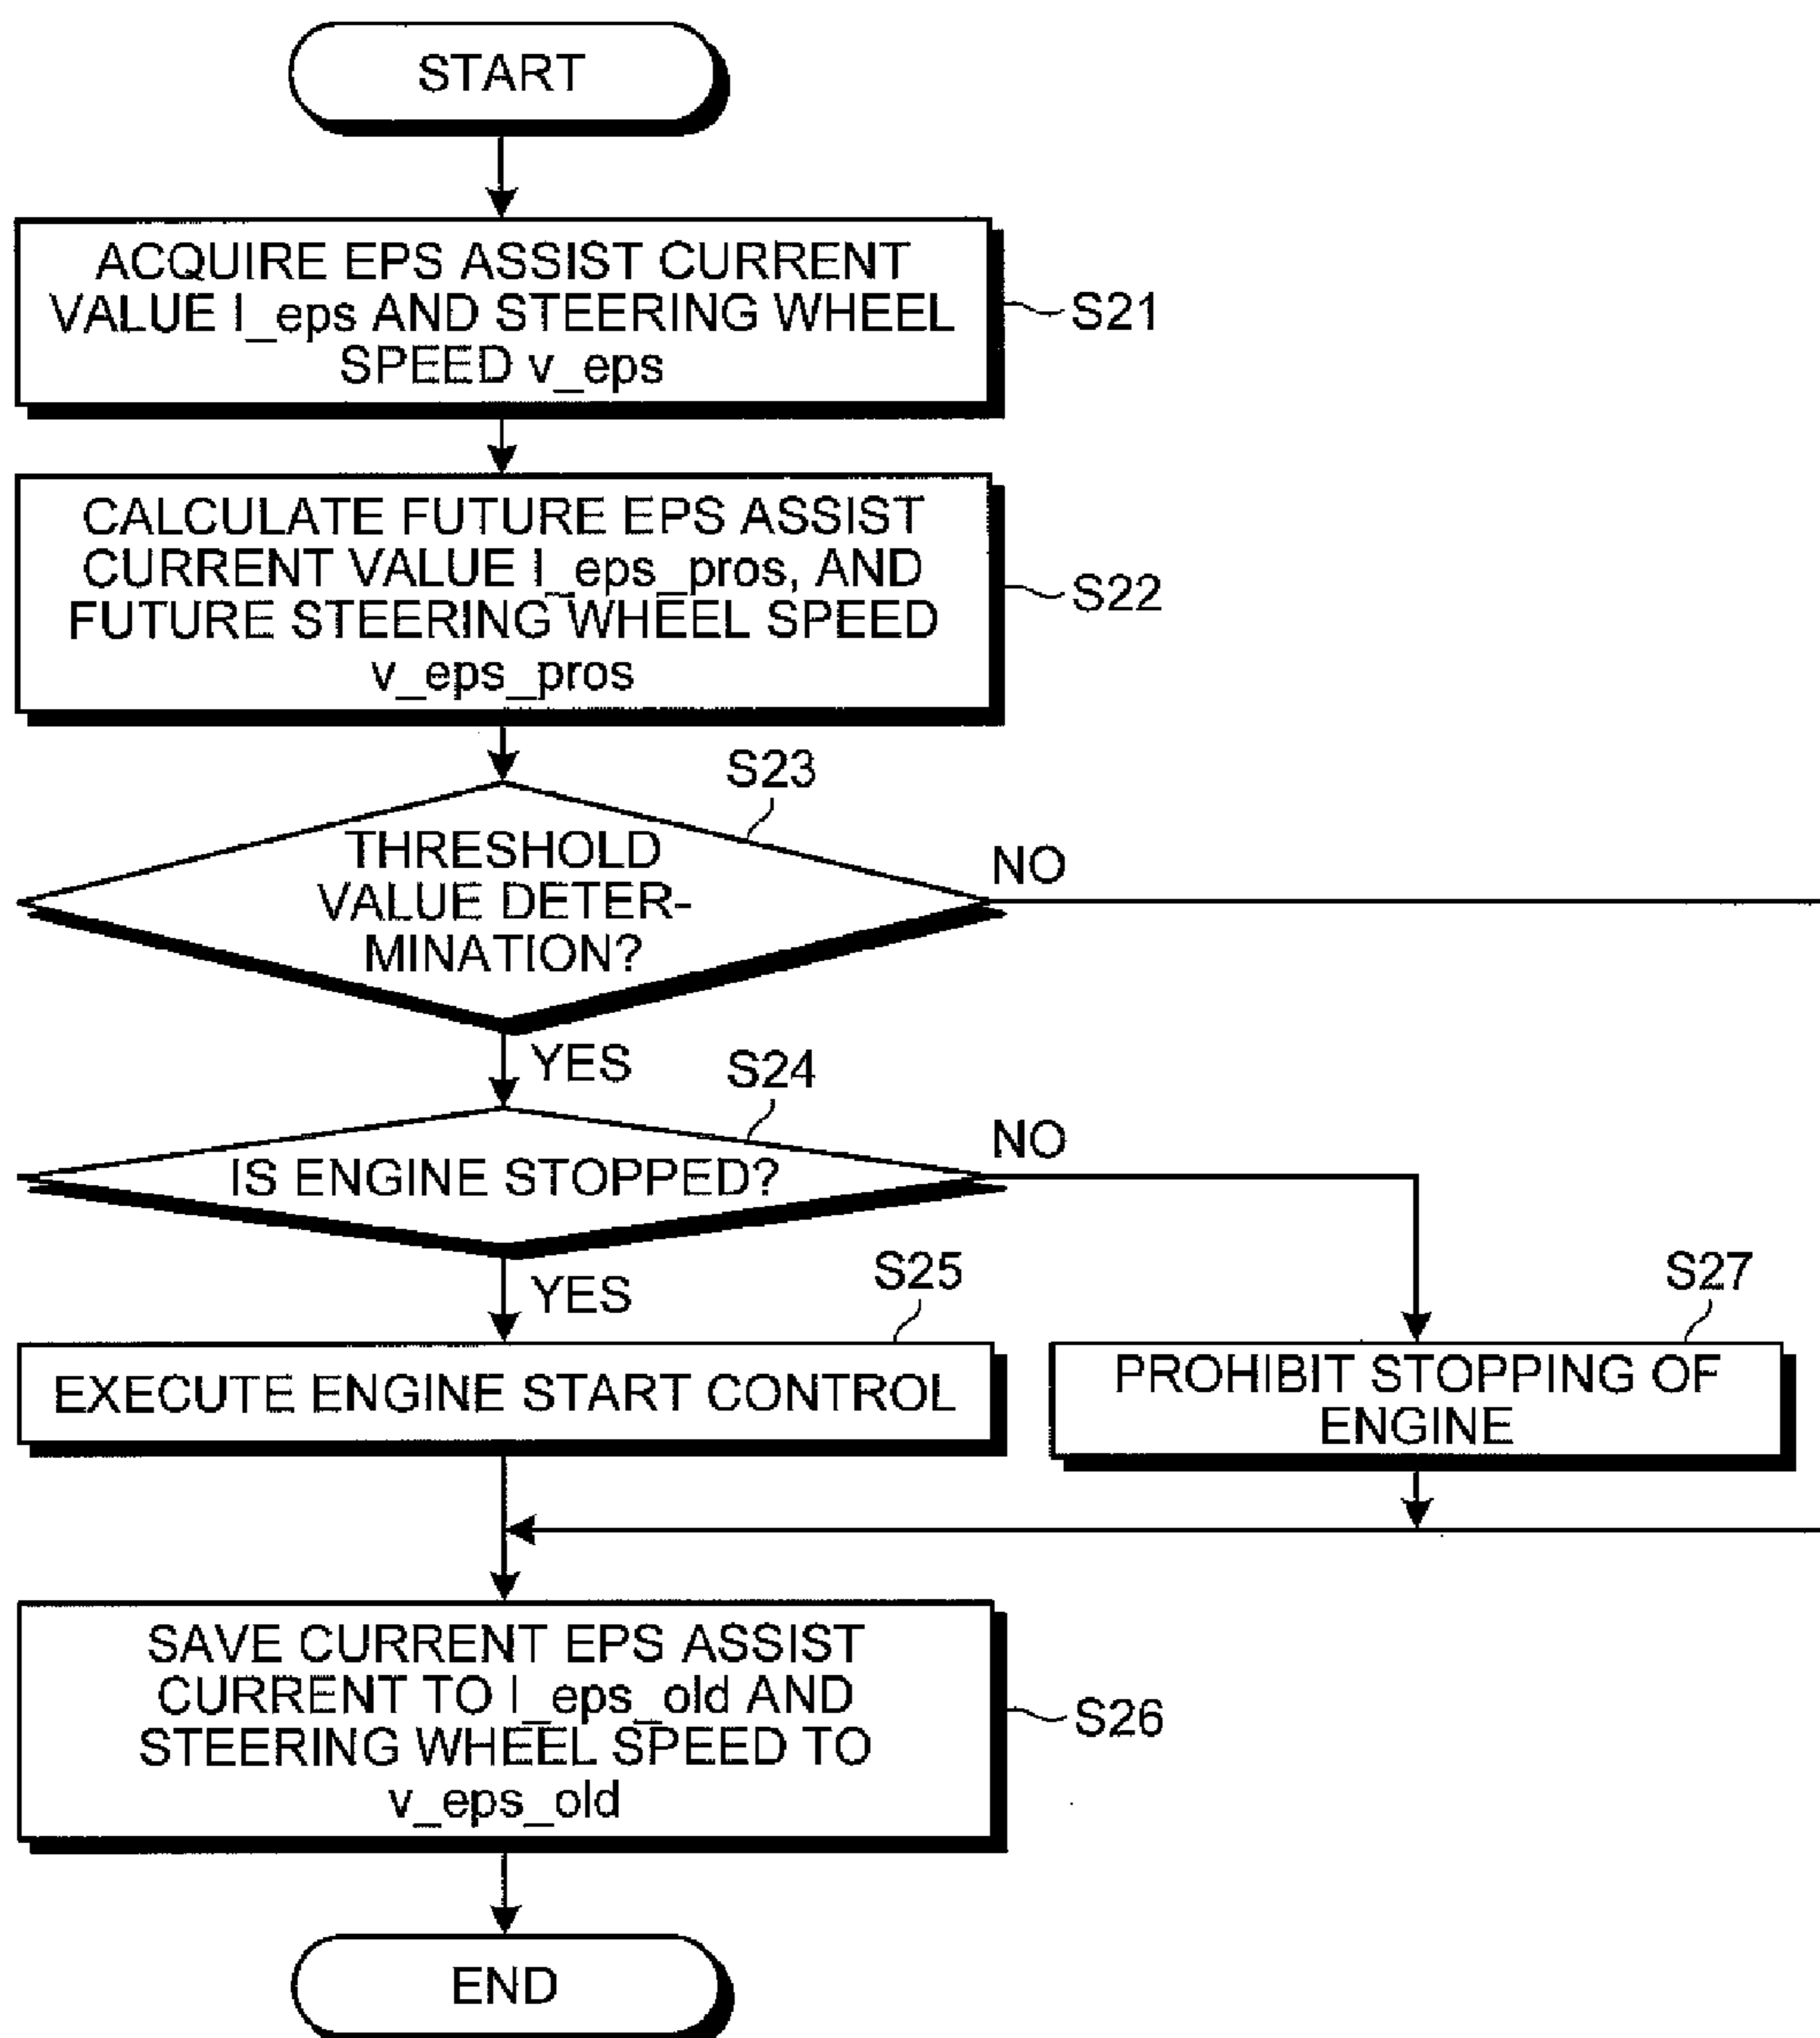 START
ACQUIRE EPS ASSIST CURRENT
VALUE I_eps AND STEERING WHEEL
SPEED v_eps
S21
CALCULATE FUTURE EPS ASSIST
CURRENT VALUE I_eps_pros, AND
FUTURE STEERING WHEEL SPEED
v_eps_pros
S22
S23
THRESHOLD
VALUE DETER-
MINATION?
NO
YES
S24
IS ENGINE STOPPED?
NO
YES
S25
EXECUTE ENGINE START CONTROL
S27
PROHIBIT STOPPING OF
ENGINE
SAVE CURRENT EPS ASSIST
CURRENT TO I_eps_old AND
STEERING WHEEL SPEED TO
v_eps_old
S26
END